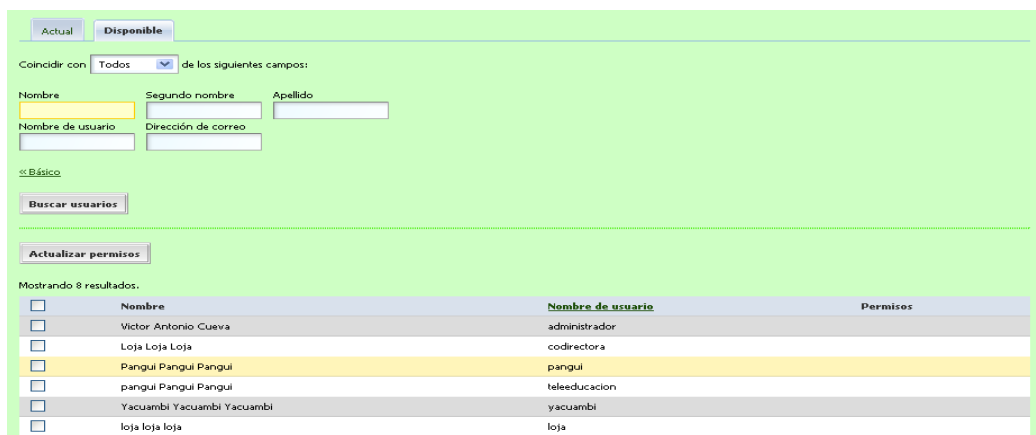 Actual Disponible
Coincidir con Todos de los siguientes campos:
Nombre Segundo nombre Apellido
Nombre de usuario Dirección de correo
« Básico
Buscar usuarios
Actualizar permisos
Mostrando 8 resultados.
Nombre Nombre de usuario Permisos
Victor Antonio Cueva administrador
Loja Loja Loja codirectora
Pangui Pangui Pangui pangui
pangui Pangui Pangui teleeducacion
Yacuambi Yacuambi Yacuambi yacuambi
loja loja loja loja